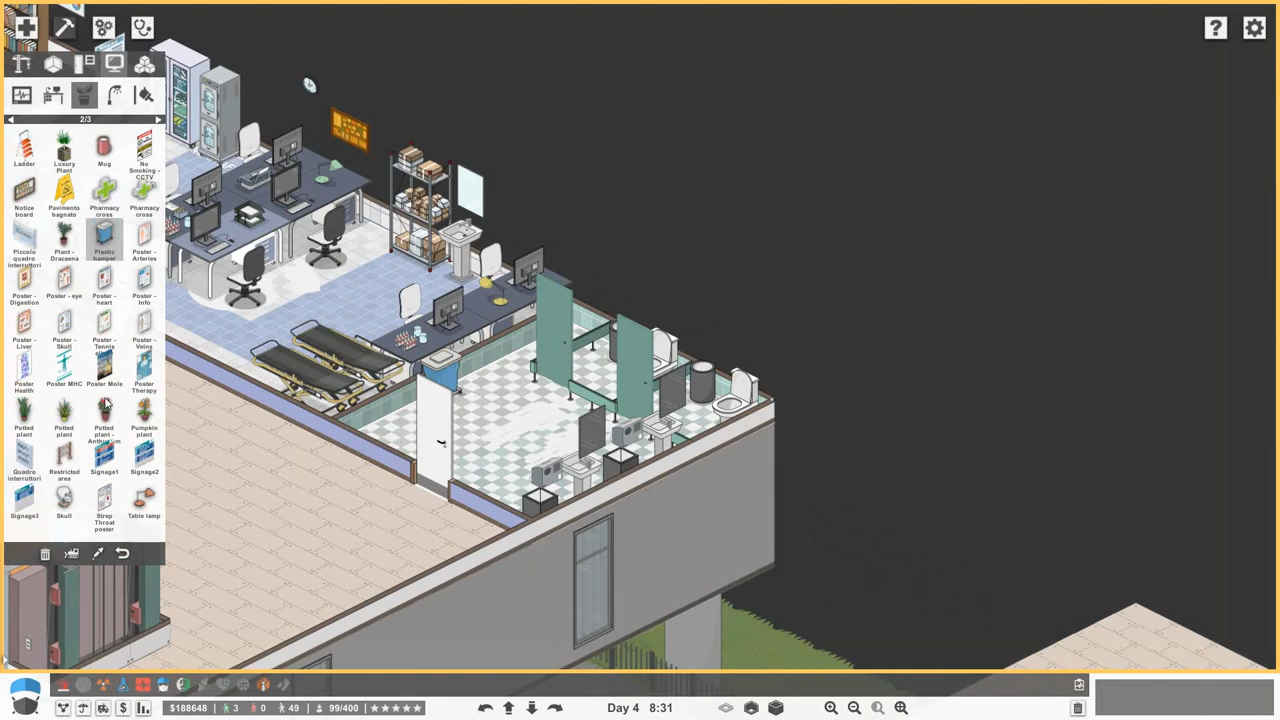 2/3
Ladder
Luxury Plant
Mug
No Smoking - CCTV
Notice board
Pavimento bagnato
Pharmacy cross
Pharmacy cross
Piccolo quadro interruttori
Plant - Dracaena
Plastic hamper
Poster - Arteries
Poster - Digestion
Poster - eye
Poster - heart
Poster - Info
Poster - Liver
Poster - Skull
Poster - Tennis
Poster - Veins
Poster Health
Poster MHC
Poster Mole
Poster Therapy
Potted plant
Potted plant
Potted plant -
Pumpkin plant
Quadro interruttori
Restricted area
Signage1
Signage2
Signage3
Skull
Strep Throat poster
Table lamp
$188648 3 0 49 99/400
Day 4 8:31
?